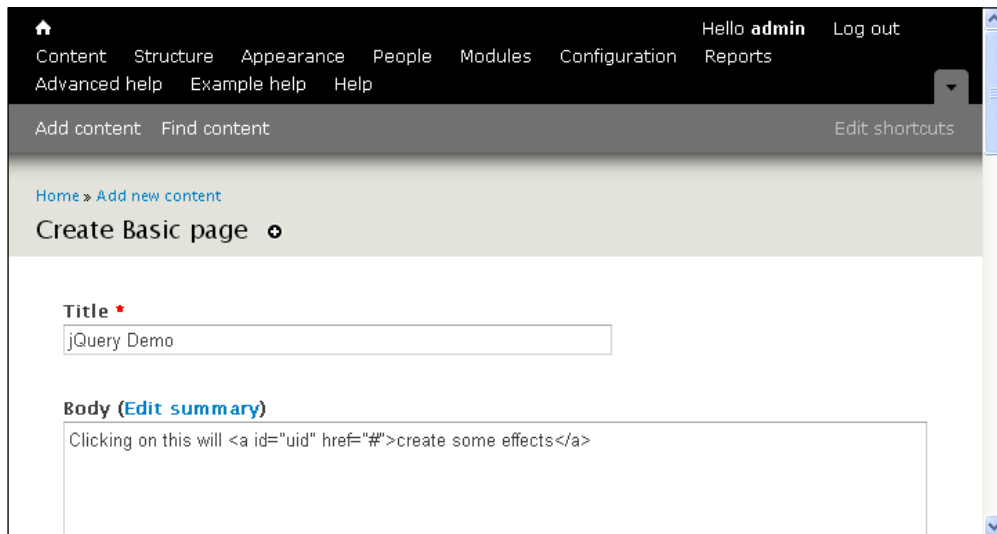 Hello admin Log out
Content Structure Appearance People Modules Configuration Reports
Advanced help Example help Help
Add content Find content Edit shortcuts
Home » Add new content
Create Basic page
Title *
jQuery Demo
Body (Edit summary)
Clicking on this will <a id="uid" href="#">create some effects</a>